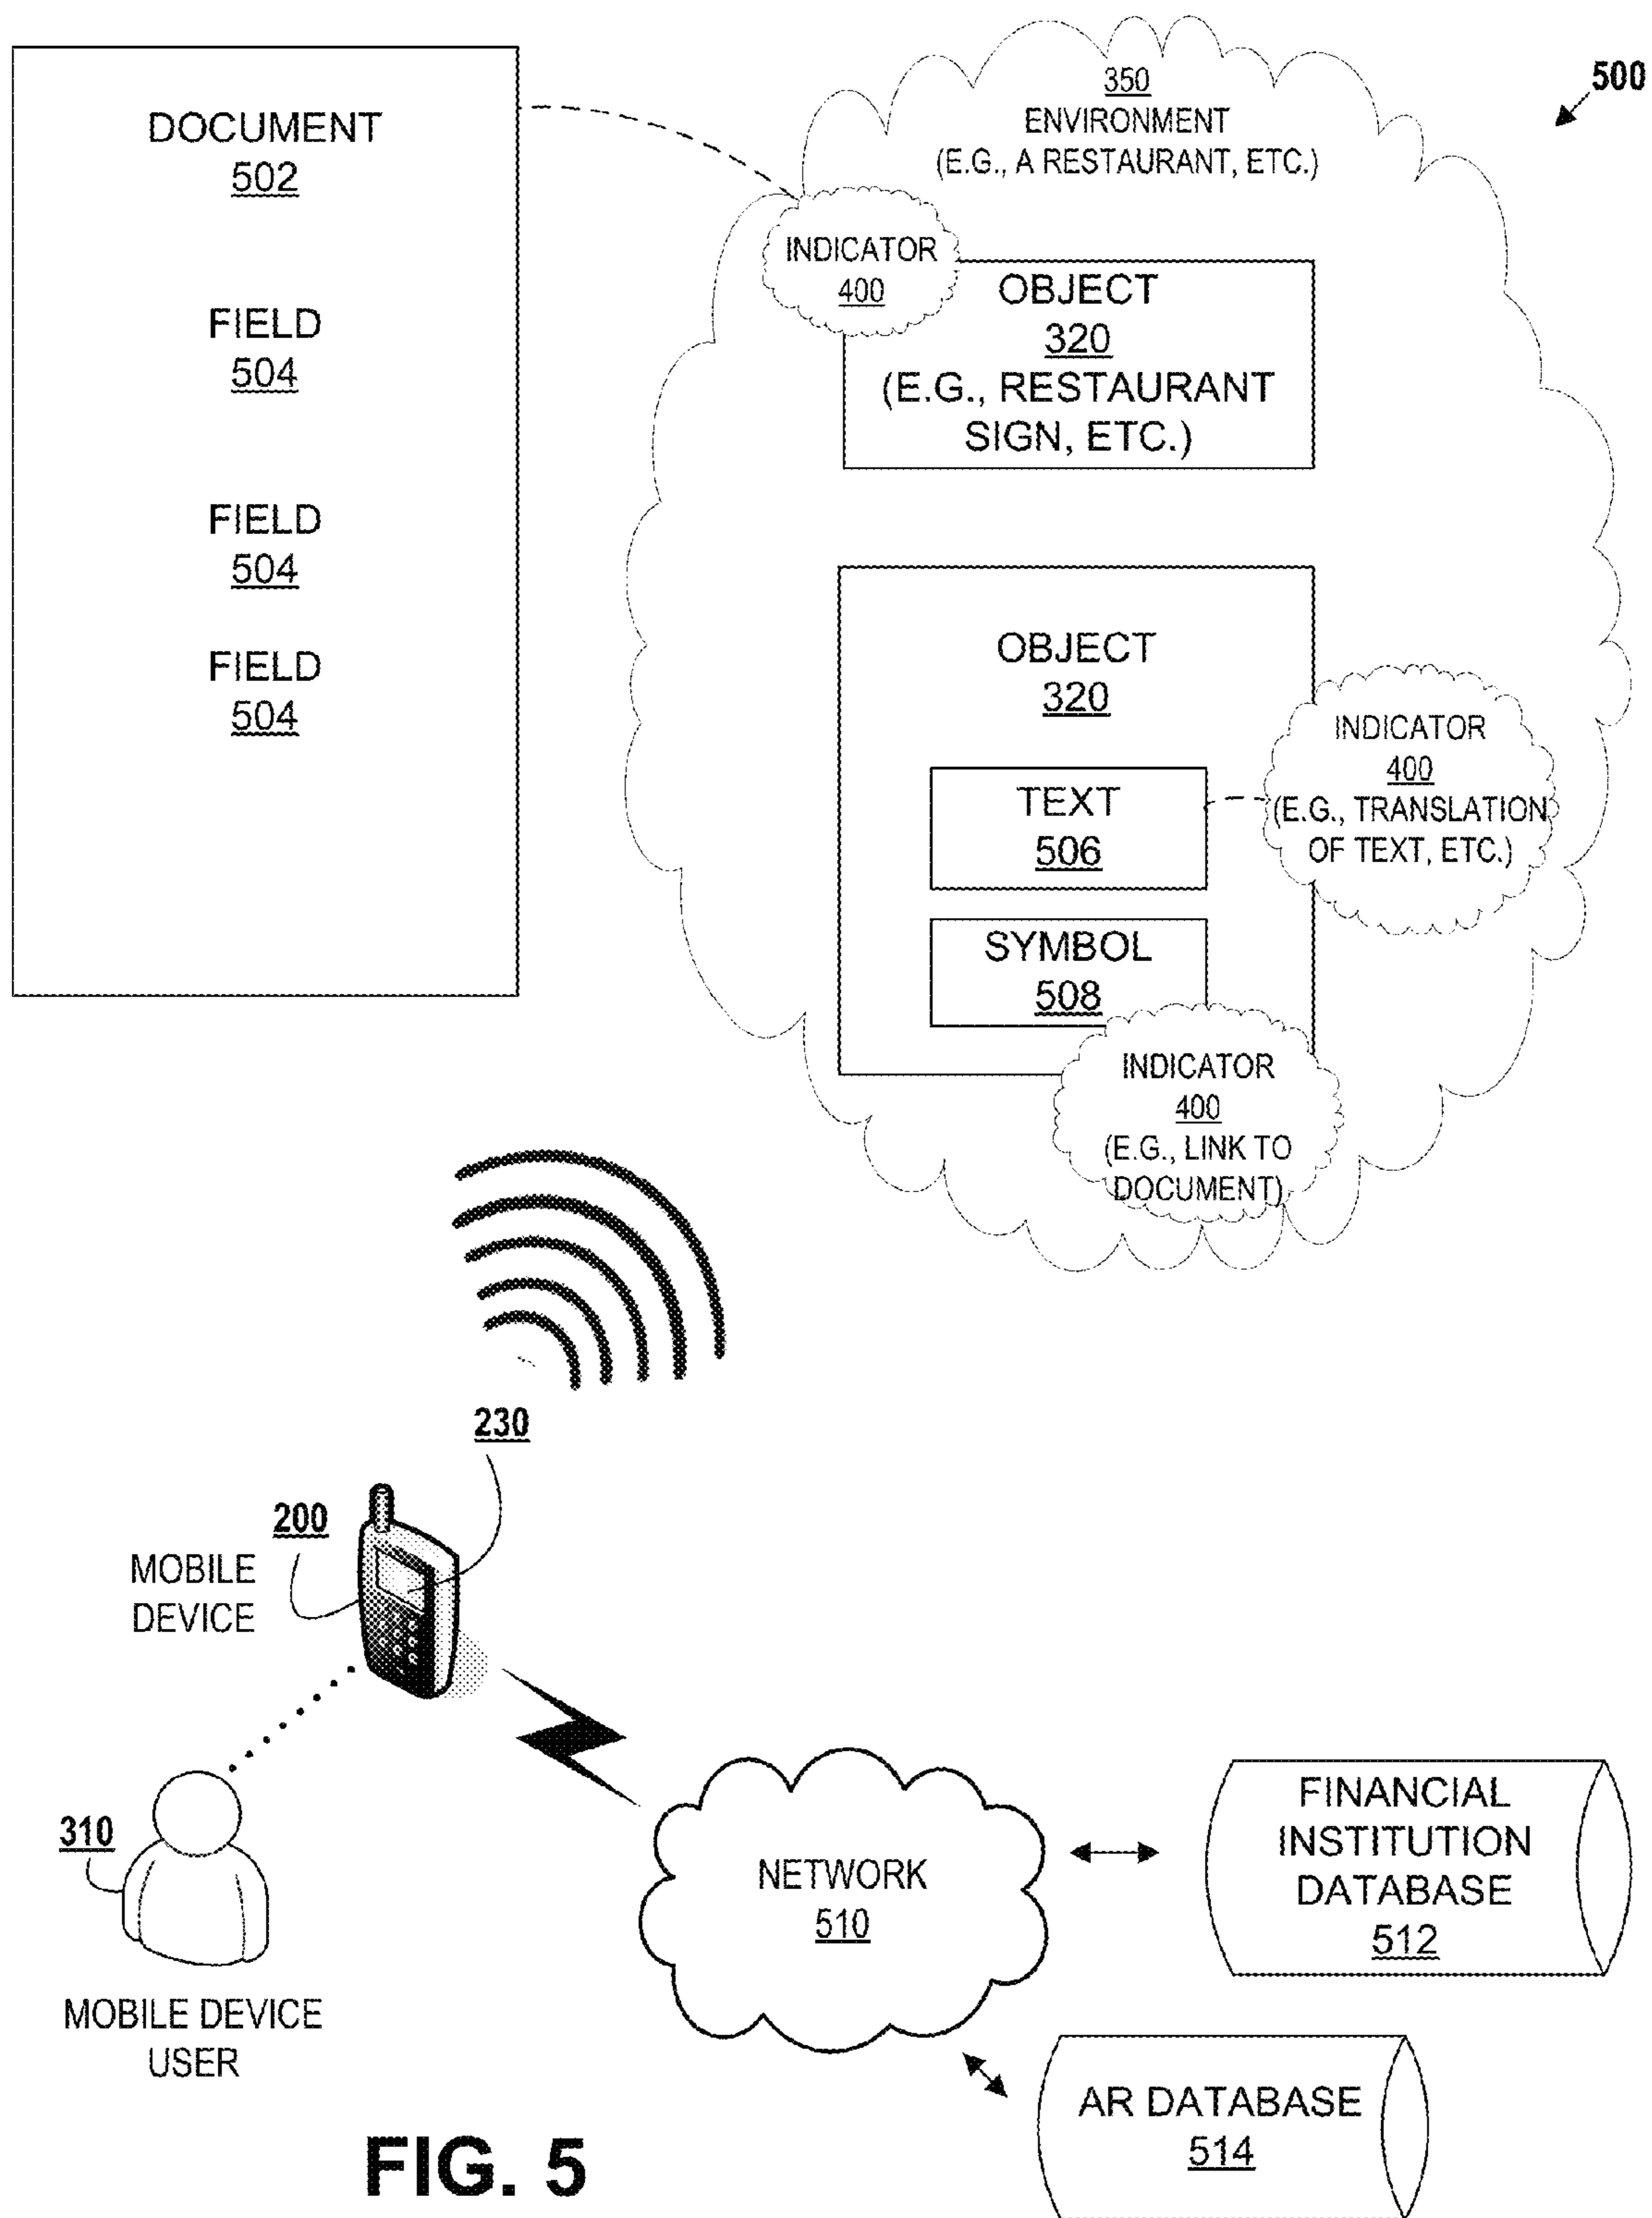 500
DOCUMENT
502
FIELD
504
FIELD
504
FIELD
504
350
ENVIRONMENT
(E.G., A RESTAURANT, ETC.)
INDICATOR
400
OBJECT
320
(E.G., RESTAURANT
SIGN, ETC.)
OBJECT
320
TEXT
506
SYMBOL
508
INDICATOR
400
(E.G., TRANSLATION
OF TEXT, ETC.)
INDICATOR
400
(E.G., LINK TO
DOCUMENT)
230
200
MOBILE
DEVICE
310
MOBILE DEVICE
USER
NETWORK
510
FINANCIAL
INSTITUTION
DATABASE
512
AR DATABASE
514
FIG. 5